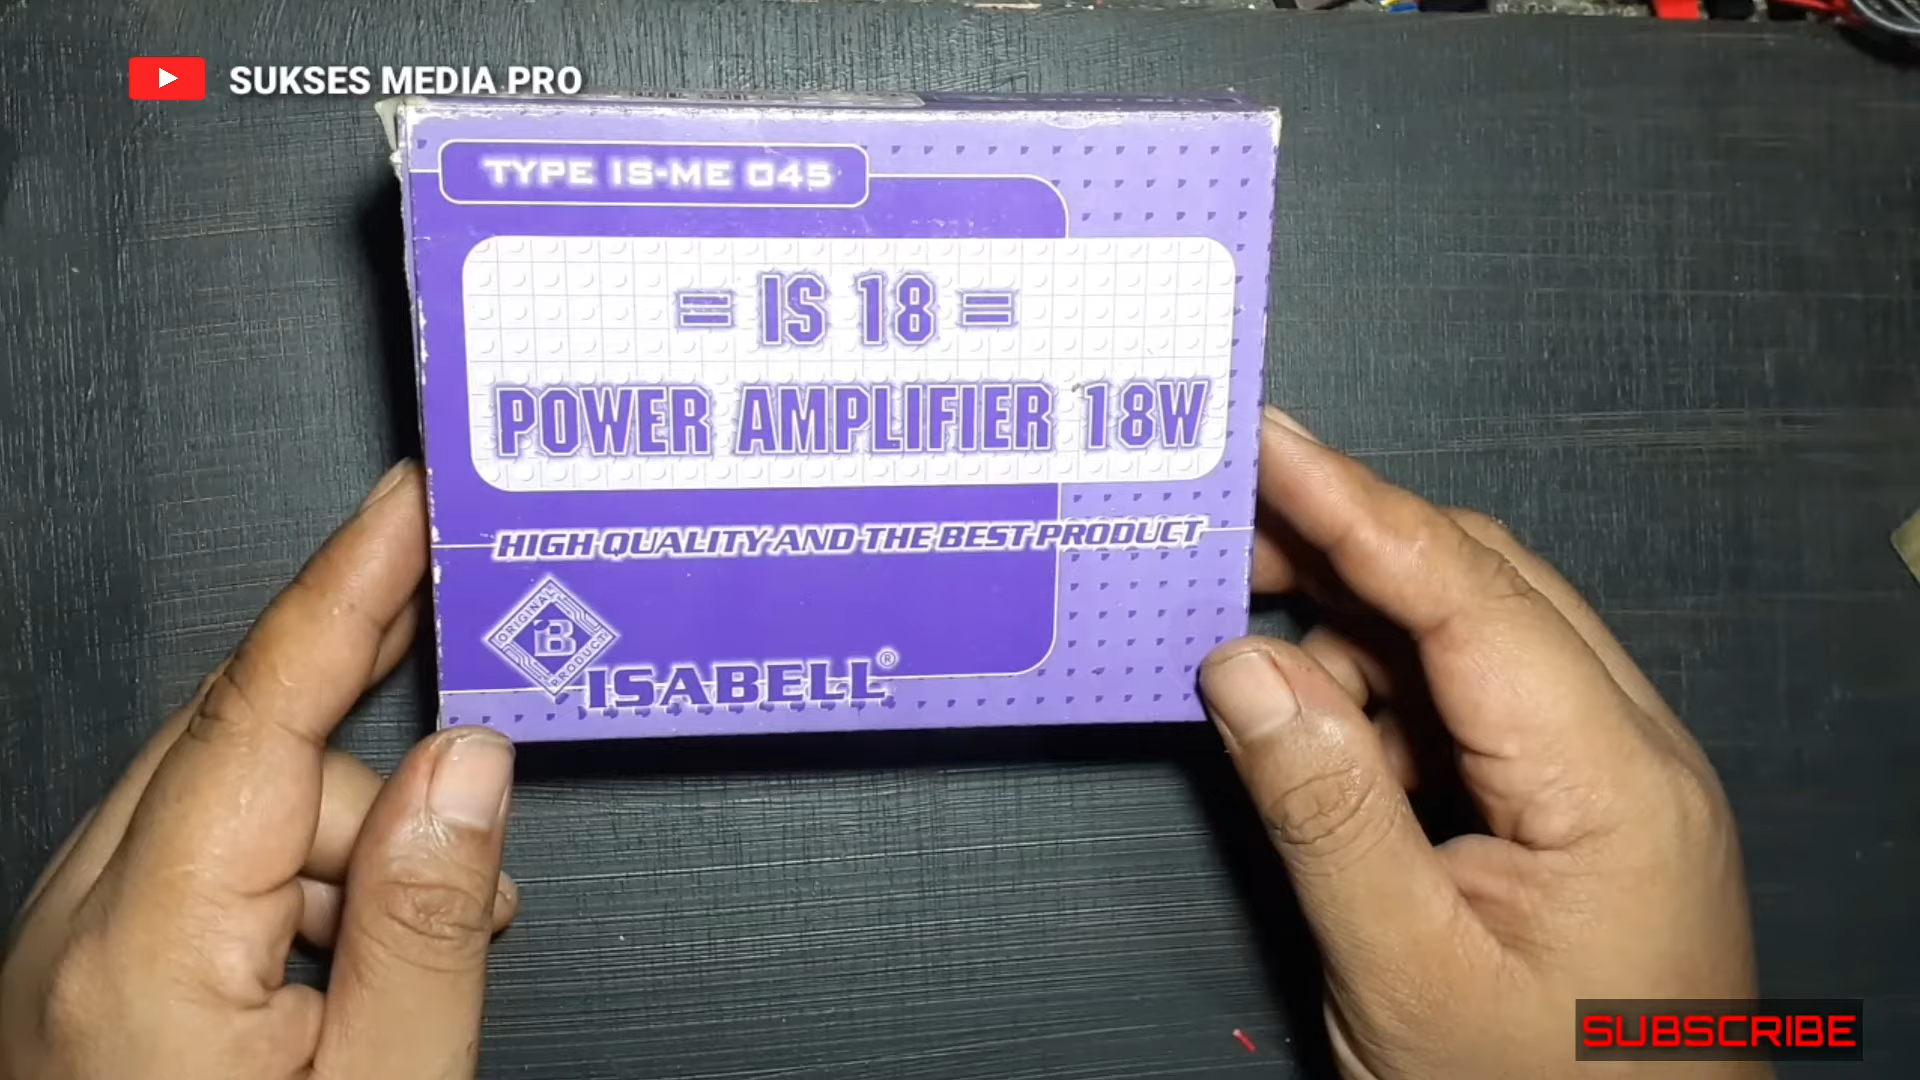 SUKSES MEDIA PRO
TYPE IS-ME 045
= IS 18 =
POWER AMPLIFIER 18W
HIGH QUALITY AND THE BEST PRODUCT
ORIGINAL
iB
PRODUCT
ISABELL®
SUBSCRIBE